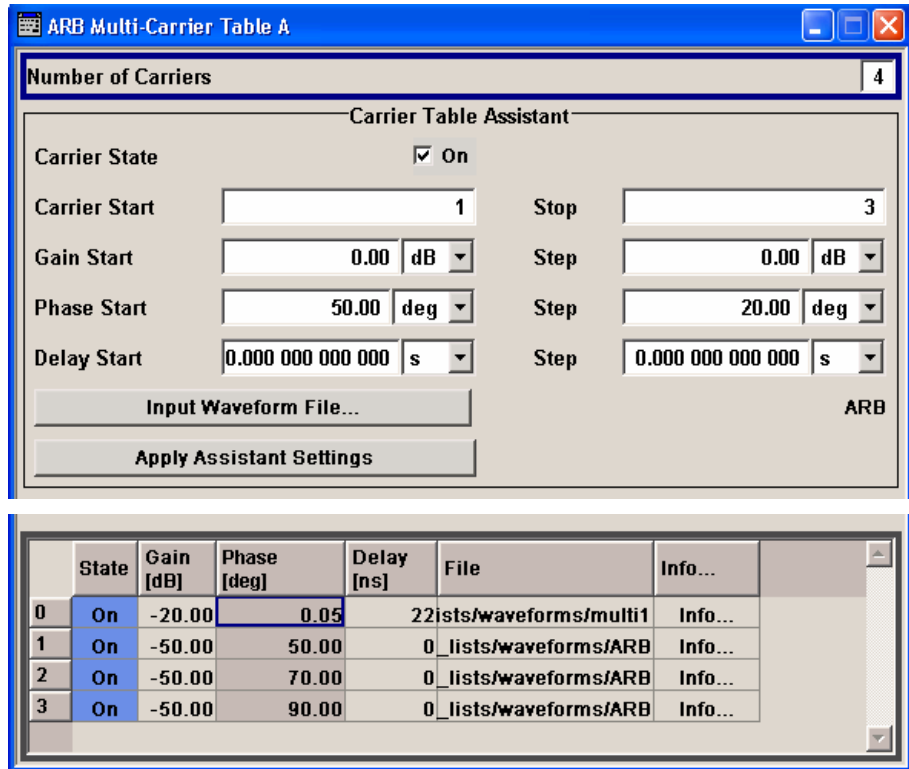 ARB Multi-Carrier Table A
Number of Carriers 4
Carrier Table Assistant
Carrier State On
Carrier Start 1 Stop 3
Gain Start 0.00 dB Step 0.00 dB
Phase Start 50.00 deg Step 20.00 deg
Delay Start 0.000 000 000 000 s Step 0.000 000 000 000 s
Input Waveform File... ARB
Apply Assistant Settings
State Gain [dB] Phase [deg] Delay [ns] File Info...
0 On -20.00 0.05 22 ists/waveforms/multi1 Info...
1 On -50.00 50.00 0 _lists/waveforms/ARB Info...
2 On -50.00 70.00 0 _lists/waveforms/ARB Info...
3 On -50.00 90.00 0 _lists/waveforms/ARB Info...